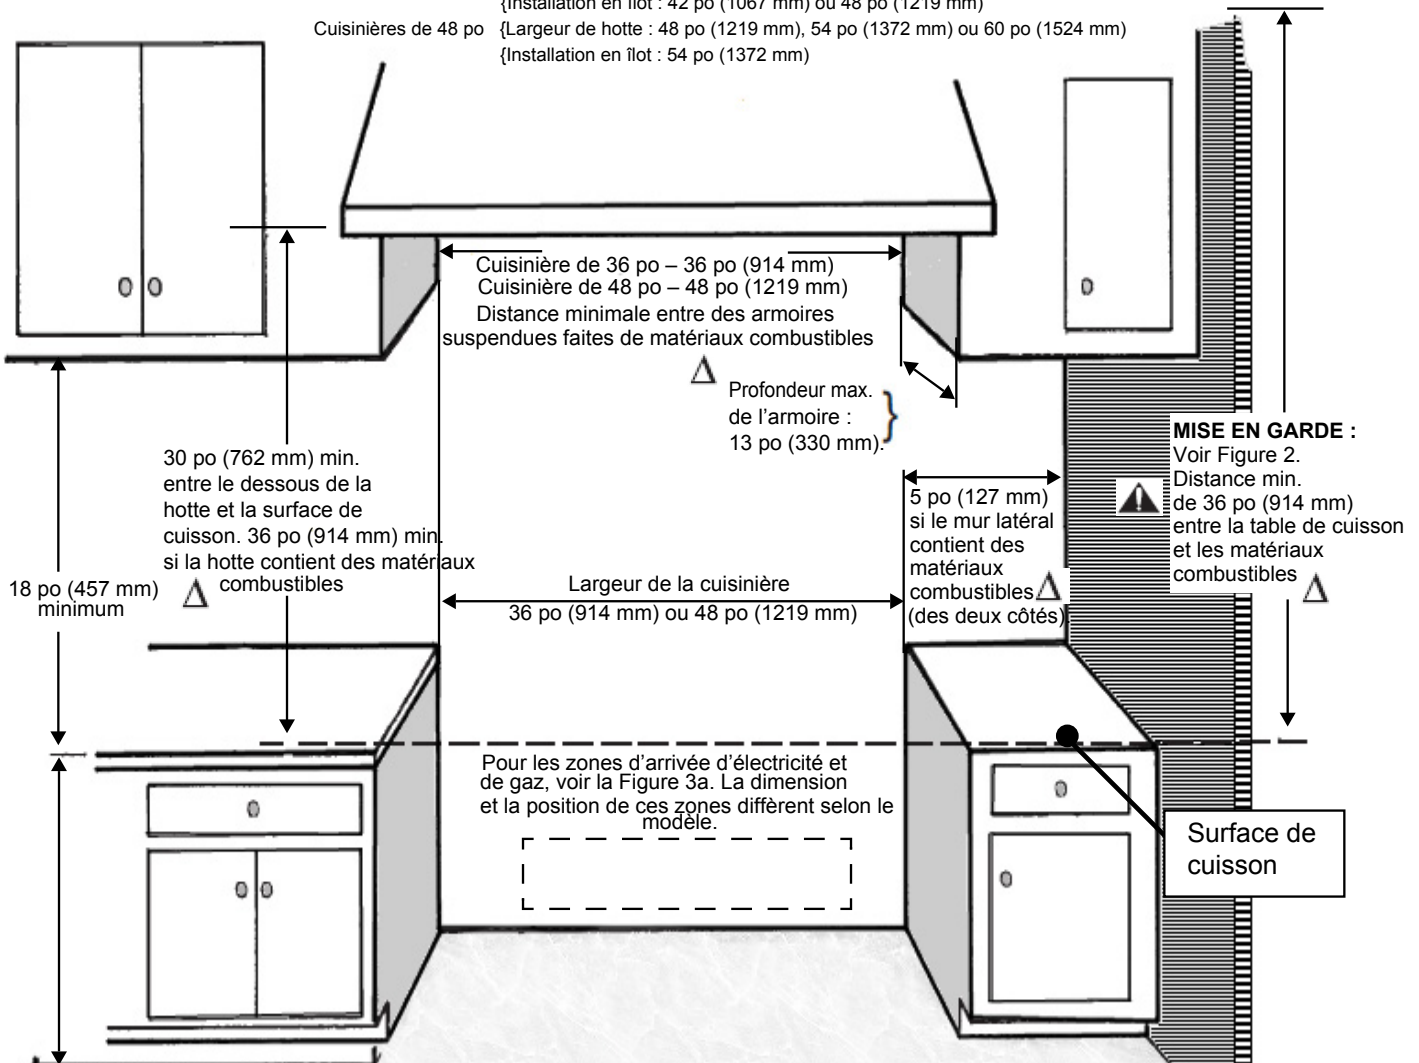 {Installation en îlot : 42 po (1067 mm) ou 48 po (1219 mm)
Cuisinières de 48 po {Largeur de hotte : 48 po (1219 mm), 54 po (1372 mm) ou 60 po (1524 mm)
{Installation en îlot : 54 po (1372 mm)
Cuisinière de 36 po – 36 po (914 mm)
Cuisinière de 48 po – 48 po (1219 mm)
Distance minimale entre des armoires
suspendues faites de matériaux combustibles
Profondeur max.
de l’armoire :
13 po (330 mm).
30 po (762 mm) min.
entre le dessous de la
hotte et la surface de
cuisson. 36 po (914 mm) min.
si la hotte contient des matériaux
combustibles
18 po (457 mm)
minimum
MISE EN GARDE :
Voir Figure 2.
Distance min.
de 36 po (914 mm)
entre la table de cuisson
et les matériaux
combustibles
5 po (127 mm)
si le mur latéral
contient des
matériaux
combustibles
(des deux côtés)
Largeur de la cuisinière
36 po (914 mm) ou 48 po (1219 mm)
Pour les zones d’arrivée d’électricité et
de gaz, voir la Figure 3a. La dimension
et la position de ces zones diffèrent selon le
modèle.
Surface de
cuisson